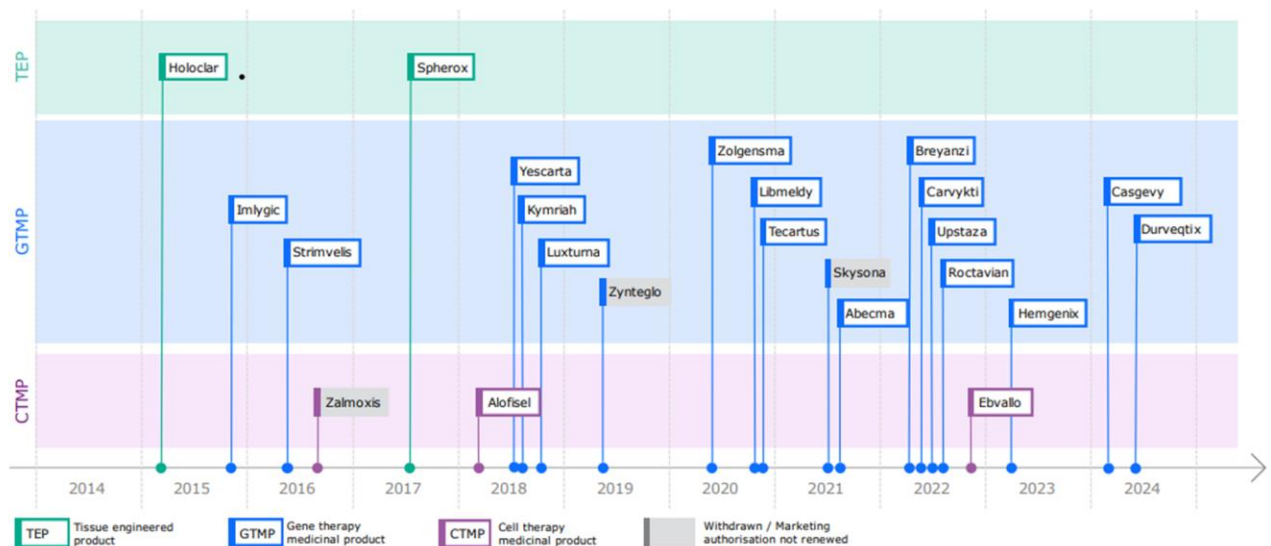 TEP
Holoclar
Spherox
GTMP
Zolgensma
Breyanzi
Yescarta
Libmeldy
Carvykti
Casgevy
Imlygic
Kymriah
Tecartus
Upstaza
Durveqtix
Strimvelis
Luxturna
Skysona
Roctavian
Zynteglo
Abecma
Hemgenix
CTMP
Zalmoxis
Alofisel
Ebvallo
2014 2015 2016 2017 2018 2019 2020 2021 2022 2023 2024
TEP Tissue engineered product
GTMP Gene therapy medicinal product
CTMP Cell therapy medicinal product
Withdrawn / Marketing authorisation not renewed